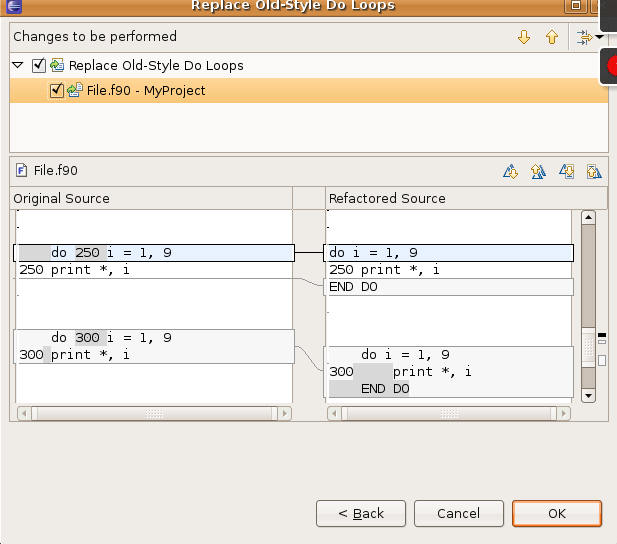 Replace Old-Style Do Loops
Changes to be performed
Replace Old-Style Do Loops
File.f90 - MyProject
File.f90
Original Source
Refactored Source
do 250 i = 1, 9
250 print *, i
do 300 i = 1, 9
300 print *, i
do i = 1, 9
250 print *, i
END DO
do i = 1, 9
300 print *, i
END DO
< Back
Cancel
OK